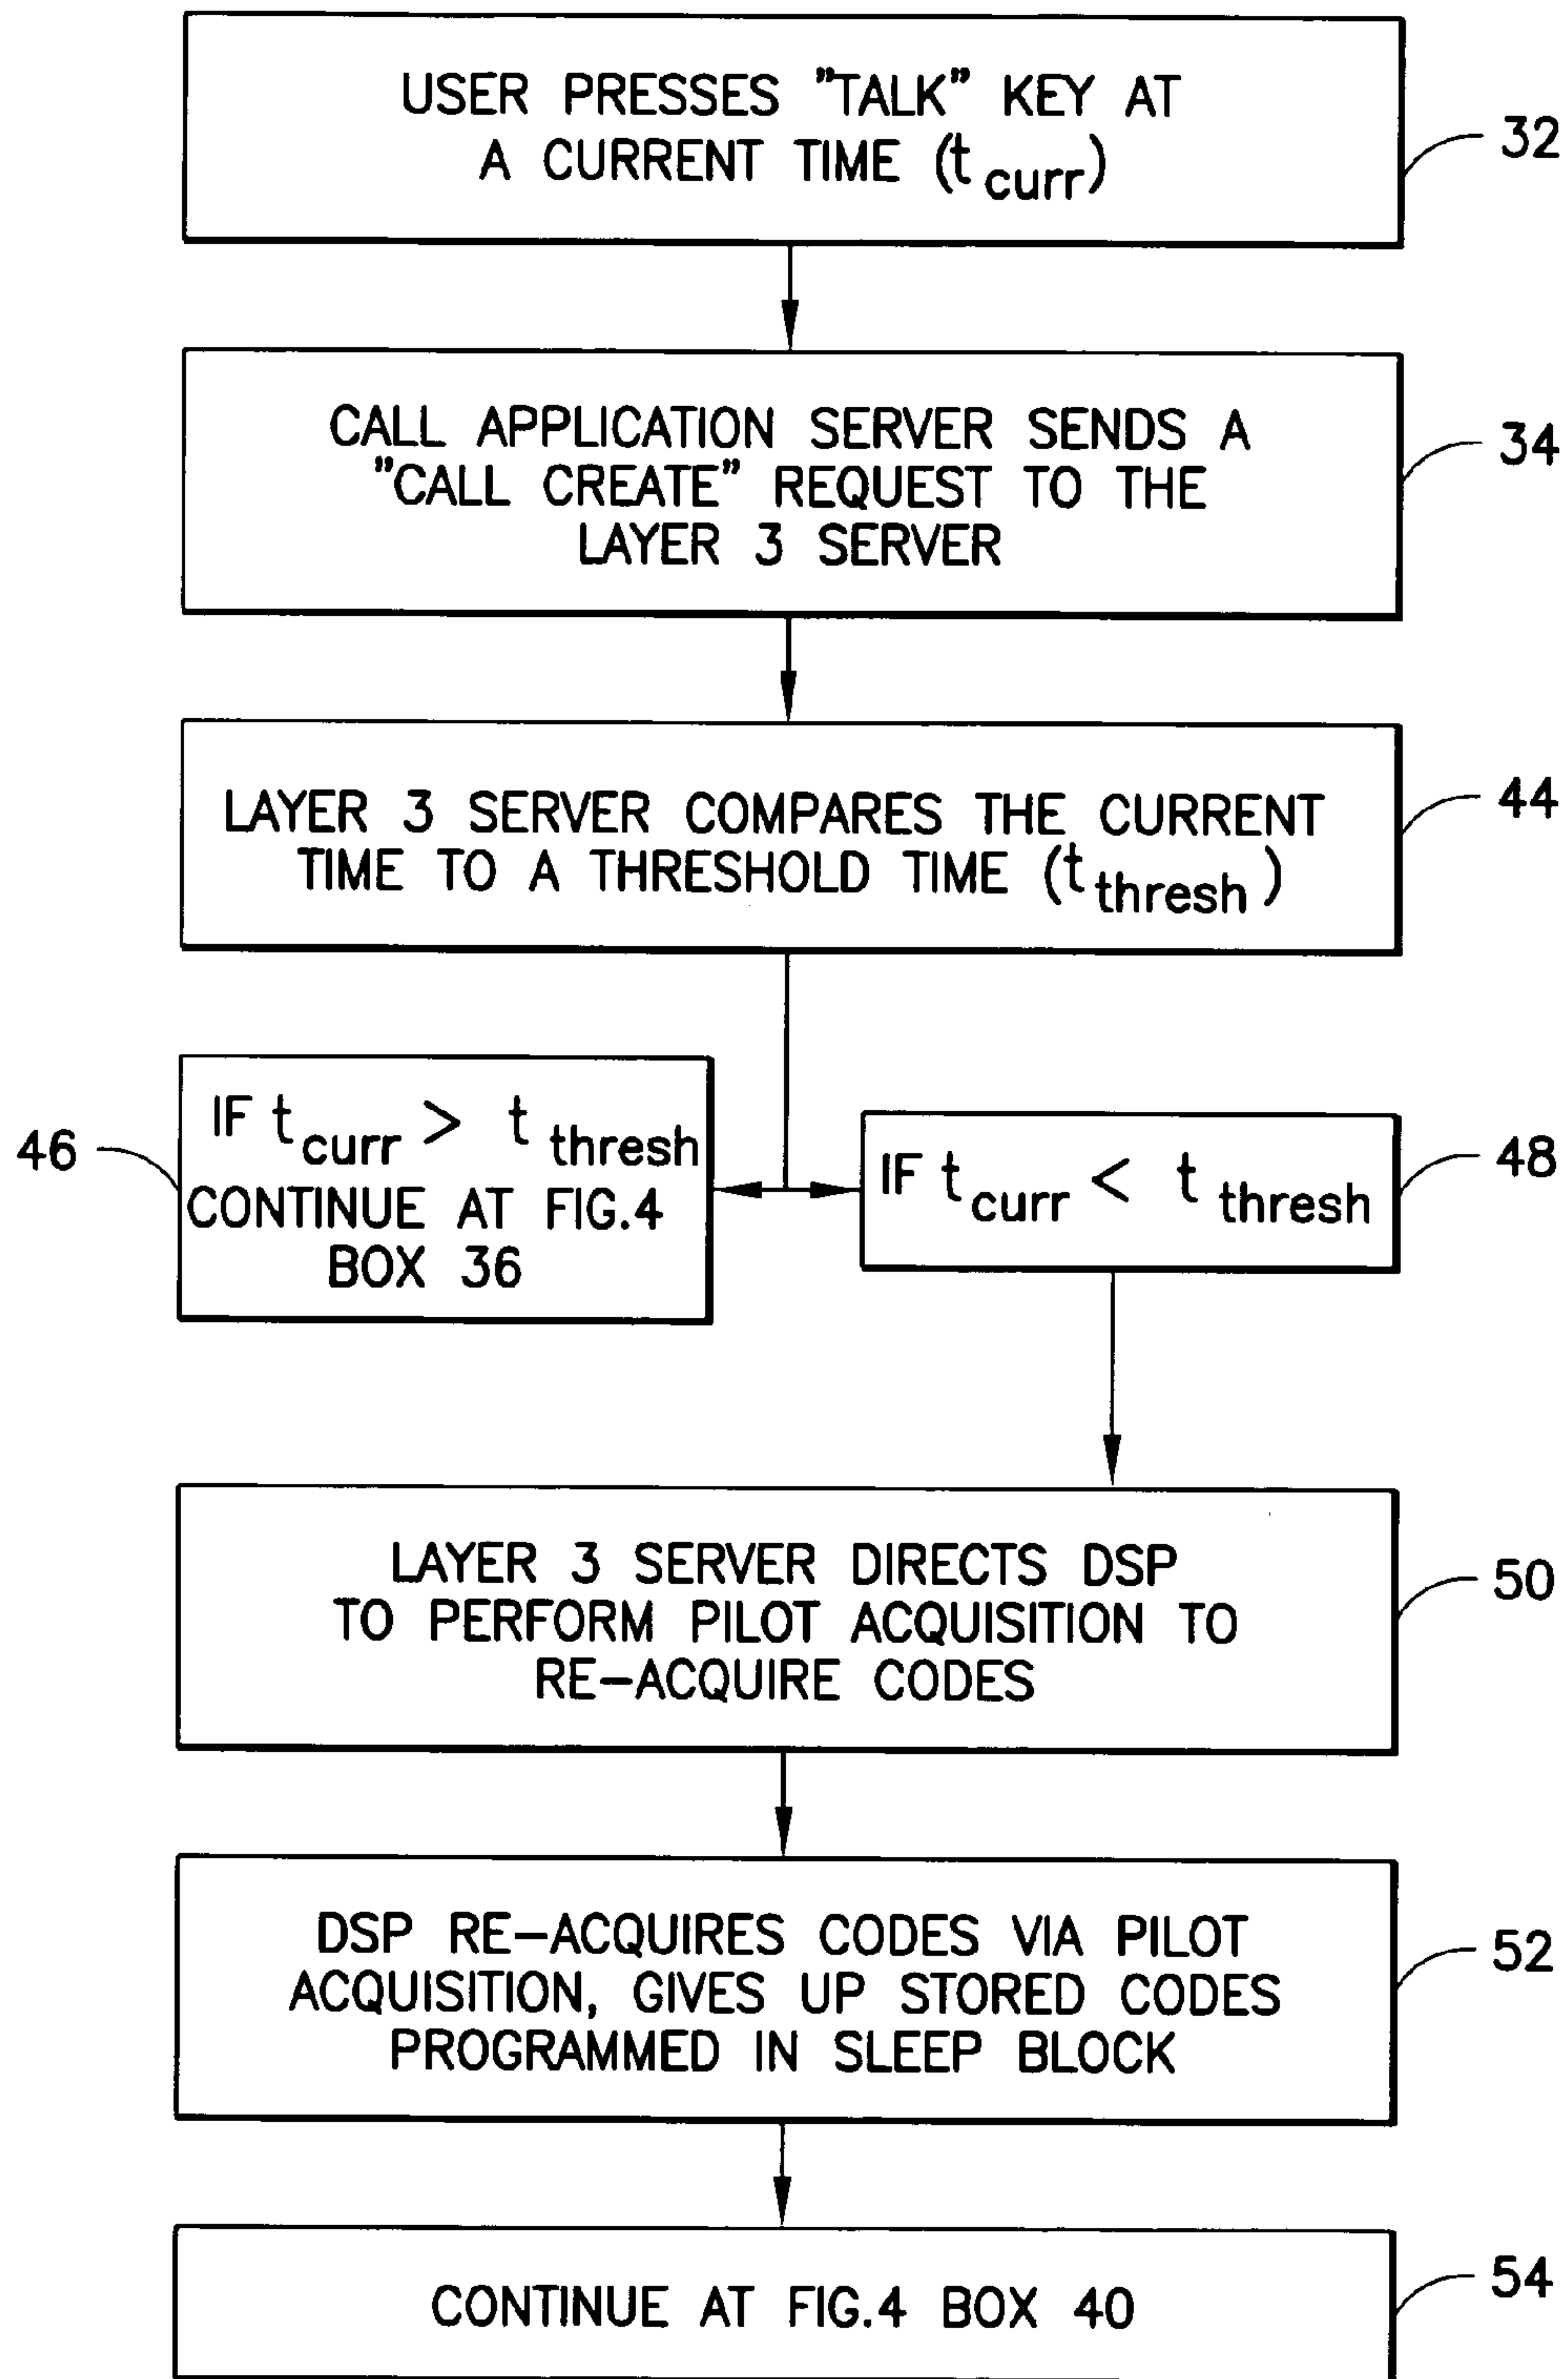 USER PRESSES "TALK" KEY AT
A CURRENT TIME (t curr)
32
CALL APPLICATION SERVER SENDS A
"CALL CREATE" REQUEST TO THE
LAYER 3 SERVER
34
LAYER 3 SERVER COMPARES THE CURRENT
TIME TO A THRESHOLD TIME (t thresh)
44
46
IF t curr > t thresh
CONTINUE AT FIG.4
BOX 36
IF t curr < t thresh
48
LAYER 3 SERVER DIRECTS DSP
TO PERFORM PILOT ACQUISITION TO
RE-ACQUIRE CODES
50
DSP RE-ACQUIRES CODES VIA PILOT
ACQUISITION, GIVES UP STORED CODES
PROGRAMMED IN SLEEP BLOCK
52
CONTINUE AT FIG.4 BOX 40
54